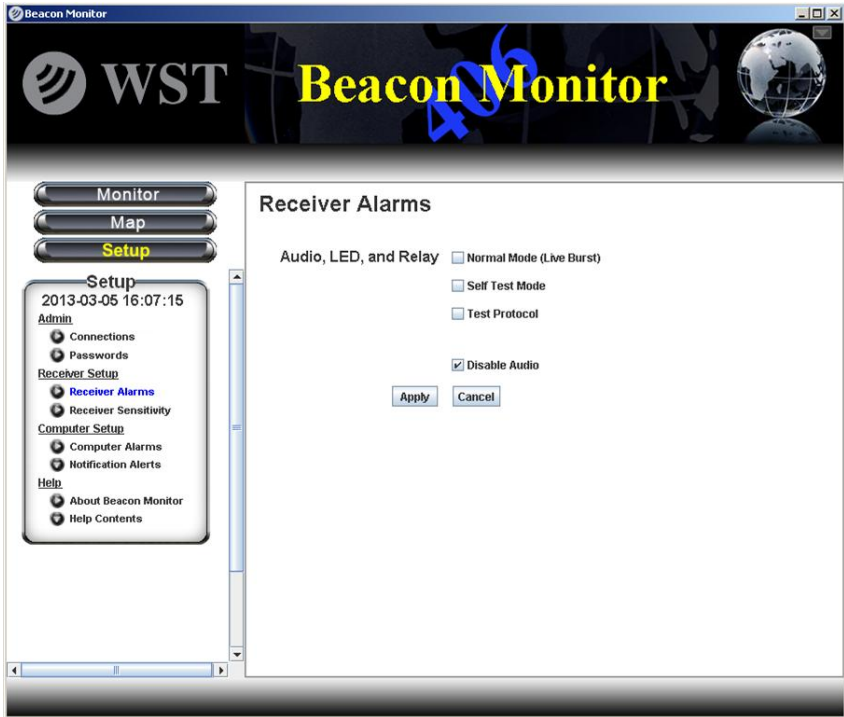 Beacon Monitor
WST
406
Beacon Monitor
Monitor
Map
Setup
Setup
2013-03-05 16:07:15
Admin
Connections
Passwords
Receiver Setup
Receiver Alarms
Receiver Sensitivity
Computer Setup
Computer Alarms
Notification Alerts
Help
About Beacon Monitor
Help Contents
Receiver Alarms
Audio, LED, and Relay
Normal Mode (Live Burst)
Self Test Mode
Test Protocol
Disable Audio
Apply
Cancel